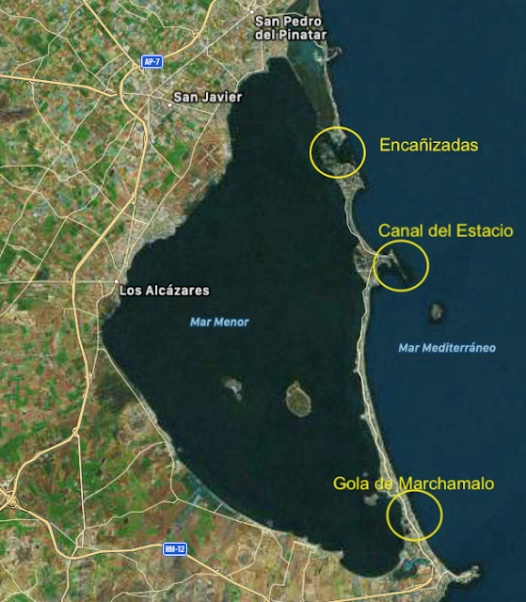 San Pedro
del Pinatar
AP-7
San Javier
Encañizadas
Canal del Estacio
Los Alcázares
Mar Menor
Mar Mediterráneo
Gola de Marchamalo
RM-12